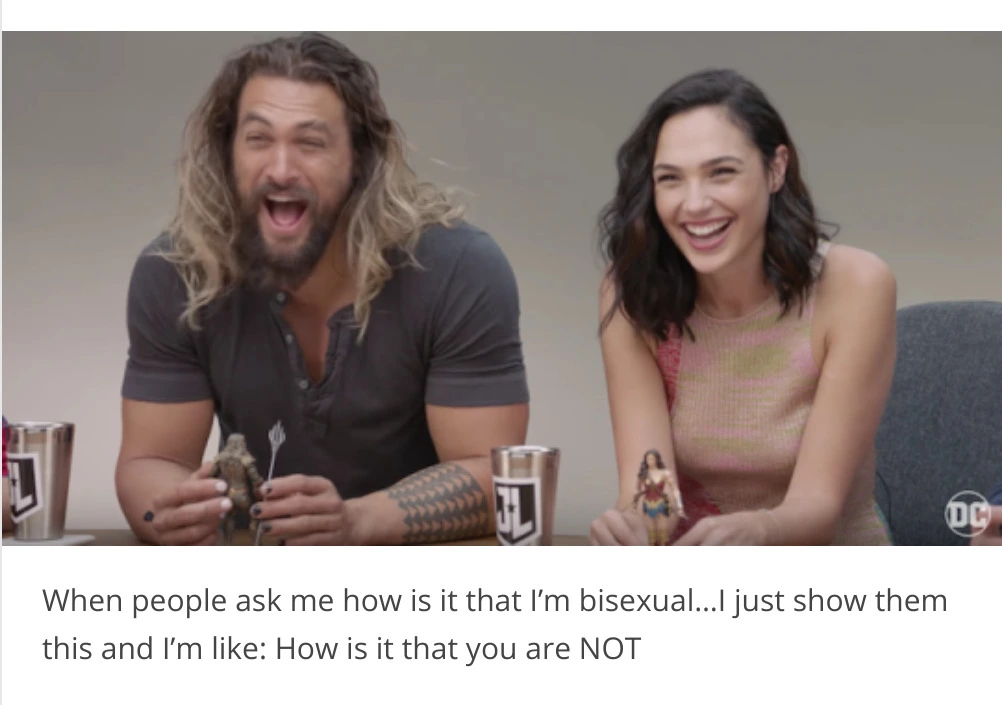 JL
JL
DC
When people ask me how is it that I’m bisexual...I just show them
this and I’m like: How is it that you are NOT